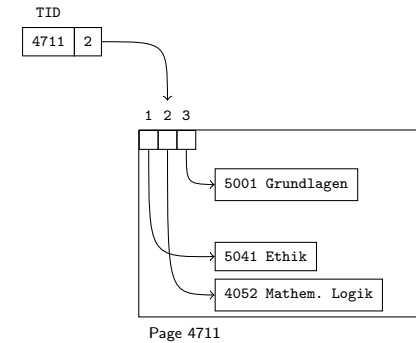 TID
4711 2
1 2 3
5001 Grundlagen
5041 Ethik
4052 Mathem. Logik
Page 4711